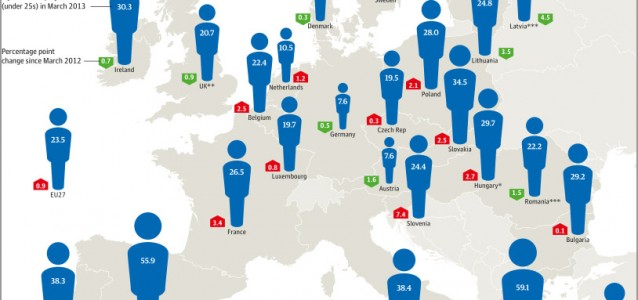 (under 25s) in March 2013
30.3
Percentage point
change since March 2012
0.7
Ireland
20.7
0.9
UK**
0.3
Denmark
Sweden
24.8
Latvia***
4.5
Lithuania
3.5
22.4
2.5
Belgium
10.5
Netherlands
1.2
28.0
2.1
Poland
19.5
0.3
Czech Rep
34.5
2.5
Slovakia
7.6
0.5
Germany
19.7
0.8
Luxembourg
29.7
2.7
Hungary*
22.2
1.5
Romania***
29.2
0.1
Bulgaria
7.6
1.6
Austria
24.4
7.4
Slovenia
26.5
3.4
France
23.5
0.9
EU27
38.3
55.9
38.4
59.1